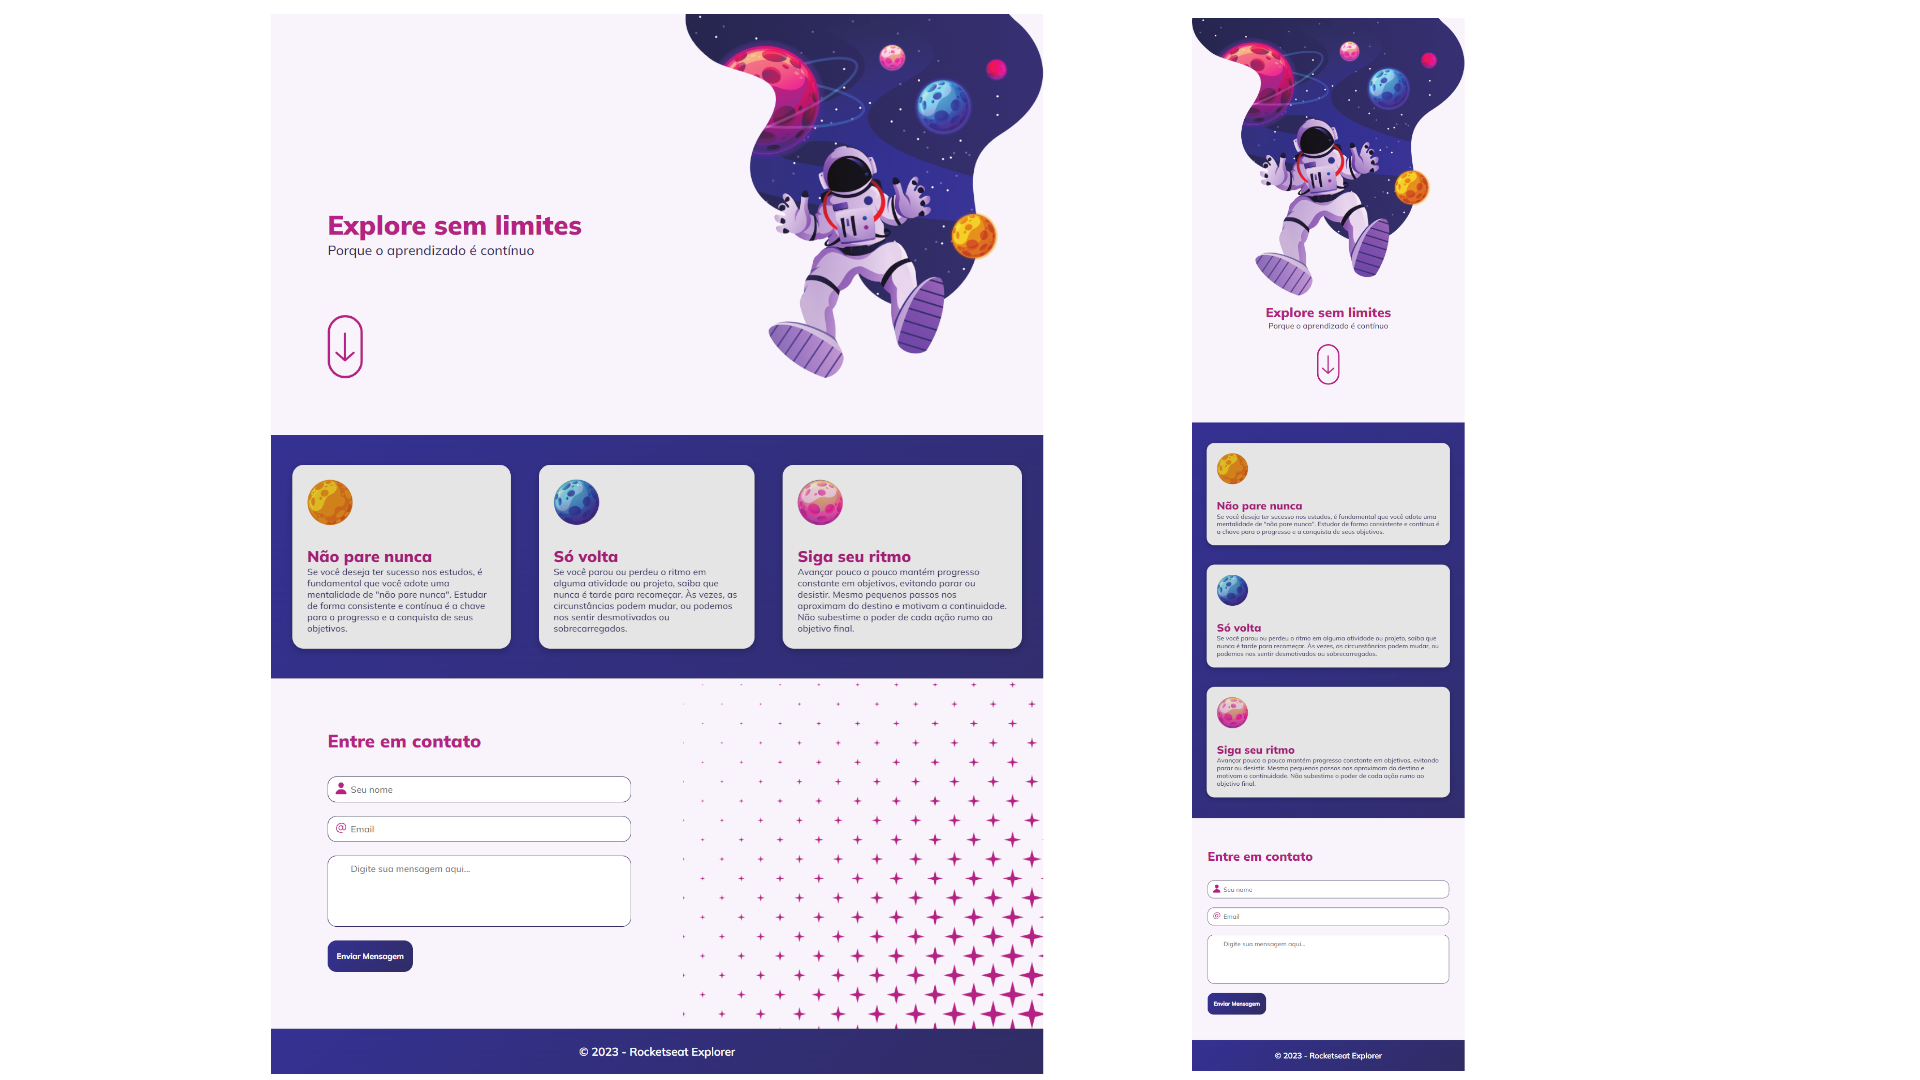 Explore sem limites
Porque o aprendizado é contínuo
Não pare nunca
Se você deseja ter sucesso nos estudos, é
fundamental que você adote uma
mentalidade de "não pare nunca". Estudar
de forma consistente e contínua é a chave
para o progresso e a conquista de seus
objetivos.
Só volta
Se você parou ou perdeu o ritmo em
alguma atividade ou projeto, saiba que
nunca é tarde para recomeçar. Às vezes, as
circunstâncias podem mudar, ou podemos
nos sentir desmotivados ou
sobrecarregados.
Siga seu ritmo
Avançar pouco a pouco mantém progresso
constante em objetivos, evitando parar ou
desistir. Mesmo pequenos passos nos
aproximam do destino e motivam a continuidade.
Não subestime o poder de cada ação rumo ao
objetivo final.
Entre em contato
Seu nome
@ Email
Digite sua mensagem aqui...
Enviar Mensagem
© 2023 - Rocketseat Explorer
Explore sem limites
Porque o aprendizado é contínuo
Não pare nunca
Se você deseja ter sucesso nos estudos, é fundamental que você adote uma
mentalidade de "não pare nunca". Estudar de forma consistente e contínua é
a chave para o progresso e a conquista de seus objetivos.
Só volta
Se você parou ou perdeu o ritmo em alguma atividade ou projeto, saiba que
nunca é tarde para recomeçar. Às vezes, as circunstâncias podem mudar, ou
podemos nos sentir desmotivados ou sobrecarregados.
Siga seu ritmo
Avançar pouco a pouco mantém progresso constante em objetivos, evitando
parar ou desistir. Mesmo pequenos passos nos aproximam do destino e
motivam a continuidade. Não subestime o poder de cada ação rumo ao
objetivo final.
Entre em contato
Seu nome
@ Email
Digite sua mensagem aqui...
Enviar Mensagem
© 2023 - Rocketseat Explorer